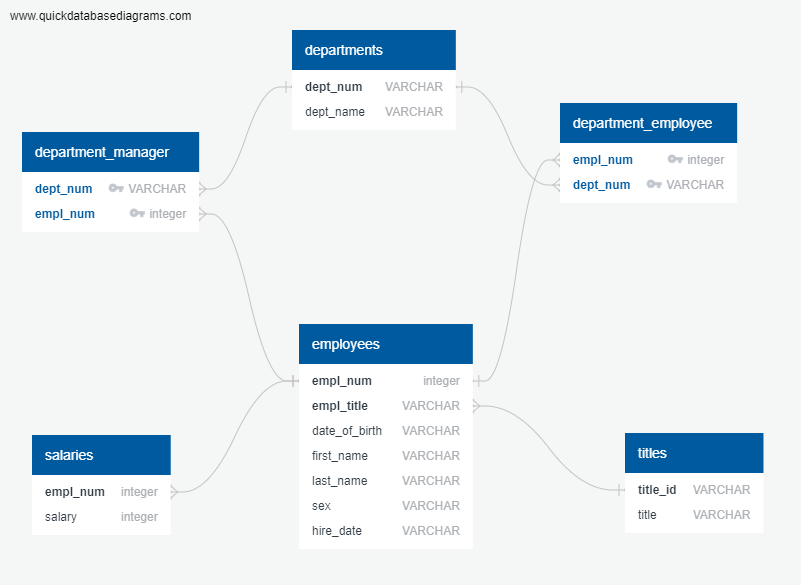 www.quickdatabasediagrams.com
departments
dept_num VARCHAR
dept_name VARCHAR
department_manager
dept_num VARCHAR
empl_num integer
department_employee
empl_num integer
dept_num VARCHAR
employees
empl_num integer
empl_title VARCHAR
date_of_birth VARCHAR
first_name VARCHAR
last_name VARCHAR
sex VARCHAR
hire_date VARCHAR
salaries
empl_num integer
salary integer
titles
title_id VARCHAR
title VARCHAR